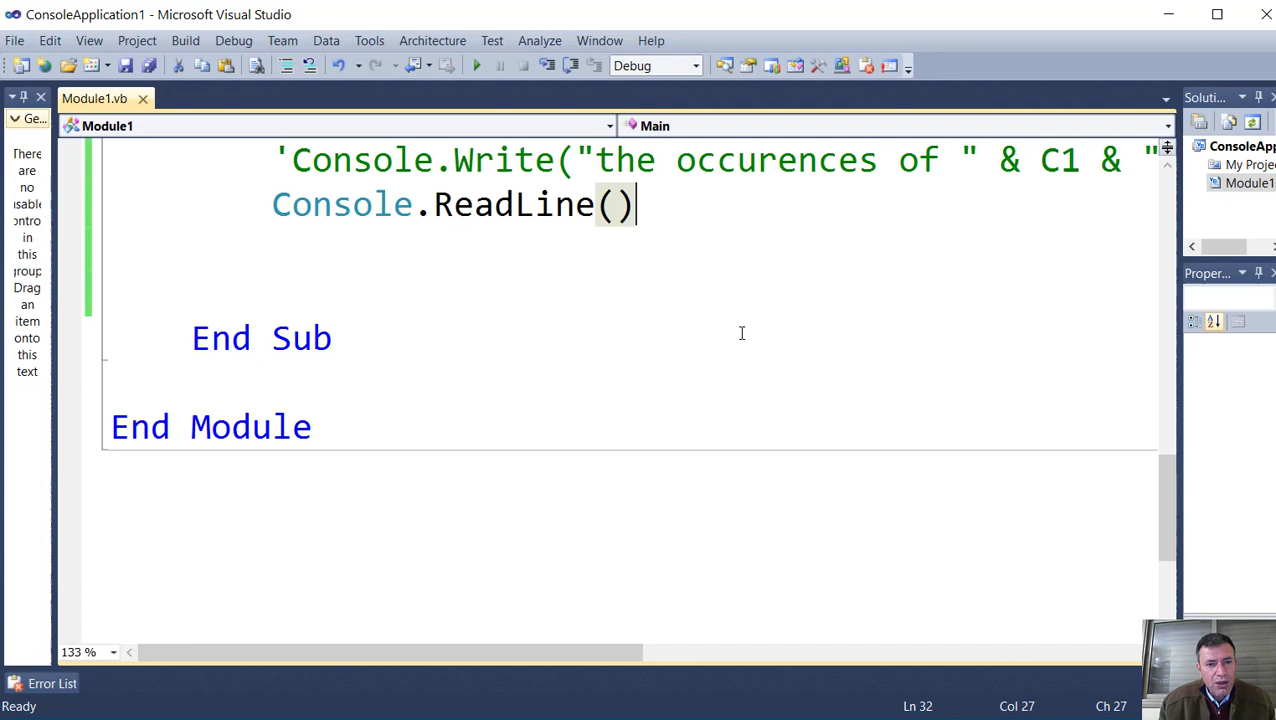 ConsoleApplication1 - Microsoft Visual Studio
File Edit View Project Build Debug Team Data Tools Architecture Test Analyze Window Help
Debug
Module1.vb
Soluti...
Ge...
Module1
Main
There
are
no
usable
in
this
group
Drag
an
item
onto
this
text
'Console.Write("the occurences of " & C1 & "
Console.ReadLine()
End Sub
End Module
ConsoleApp
My Proj
Module1
Proper...
133 %
Error List
Ready
Ln 32
Col 27
Ch 27